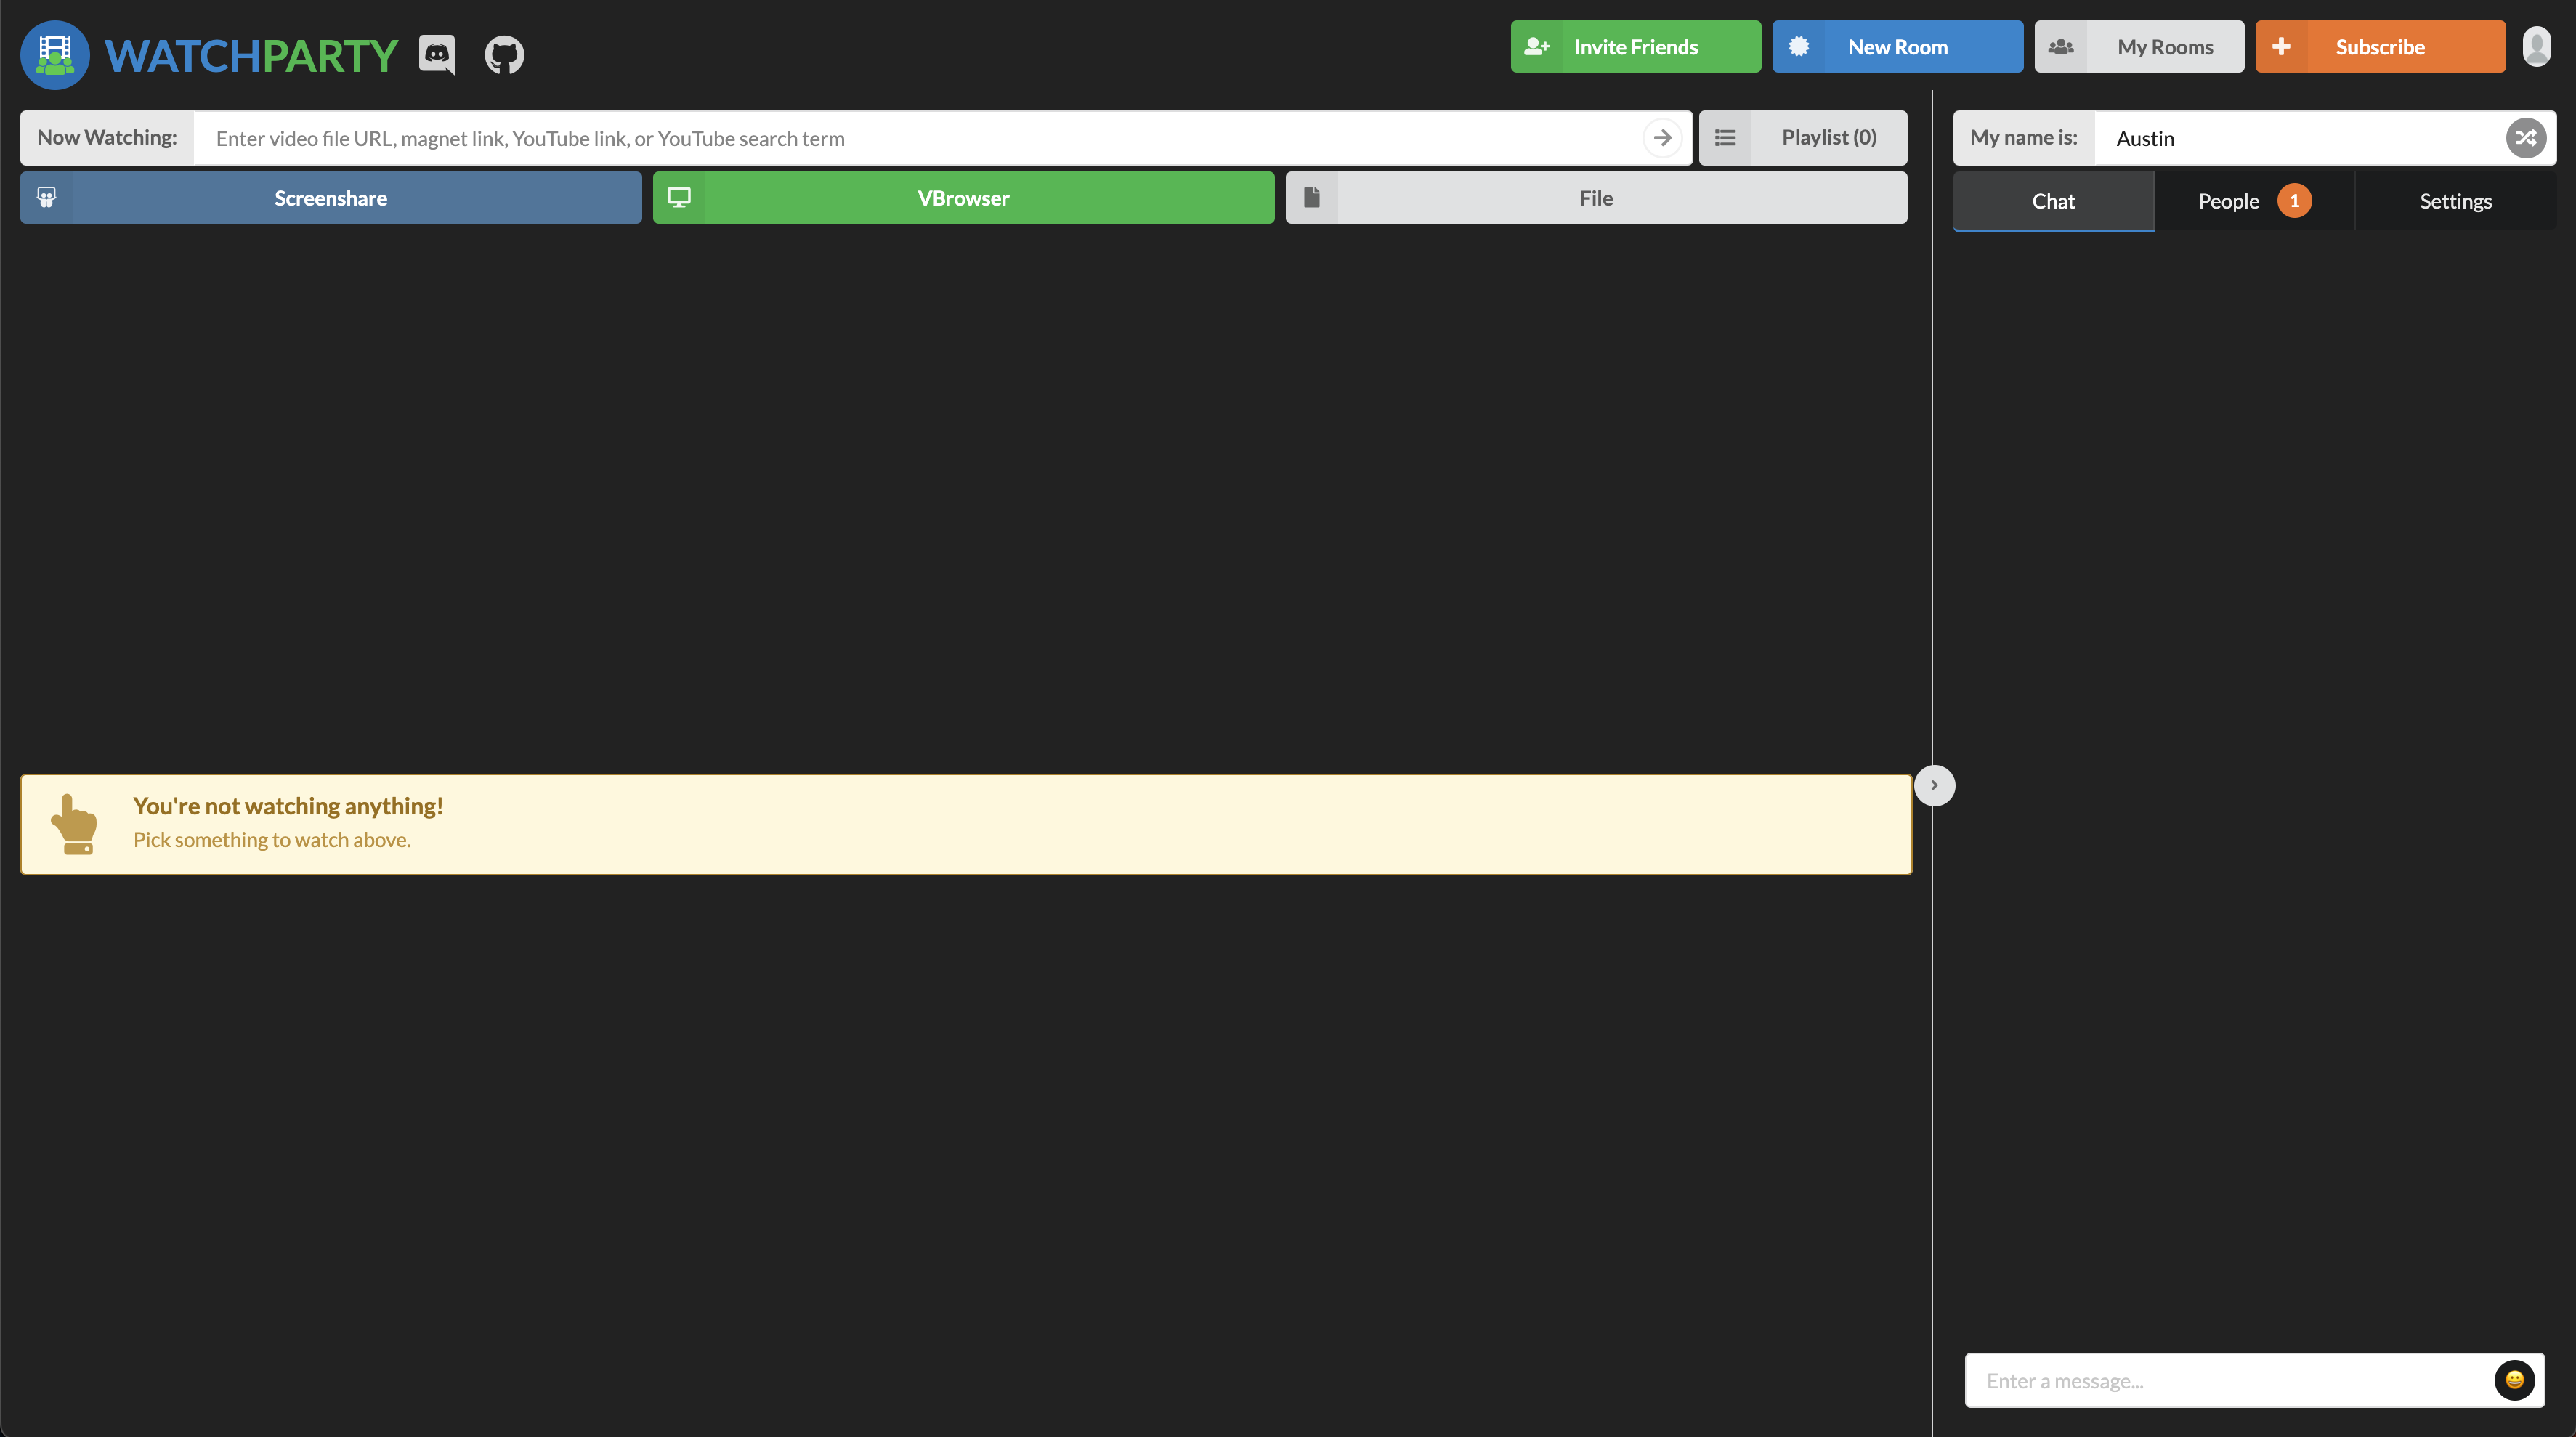 WATCHPARTY
Invite Friends
New Room
My Rooms
Subscribe
Now Watching: Enter video file URL, magnet link, YouTube link, or YouTube search term
Playlist (0)
My name is: Austin
Screenshare
VBrowser
File
Chat
People 1
Settings
You're not watching anything!
Pick something to watch above.
Enter a message...